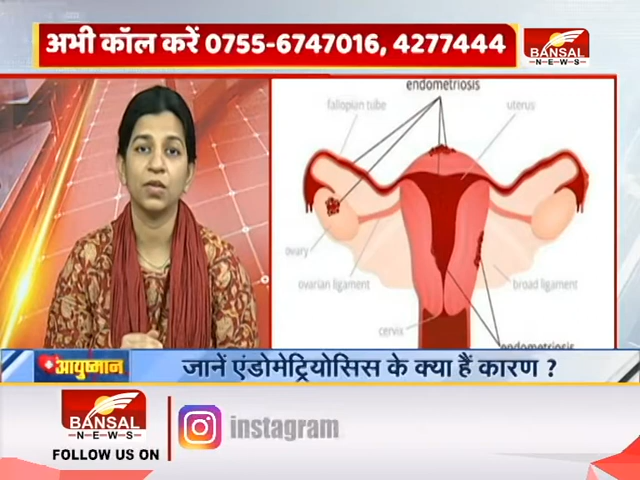 अभी कॉल करें 0755-6747016, 4277444
BANSAL
NEWS
endometriosis
fallopian tube
uterus
ovary
ovarian ligament
broad ligament
cervix
endometriosis
आयुष्मान
जानें एंडोमेट्रियोसिस के क्या हैं कारण ?
BANSAL
NEWS
instagram
FOLLOW US ON